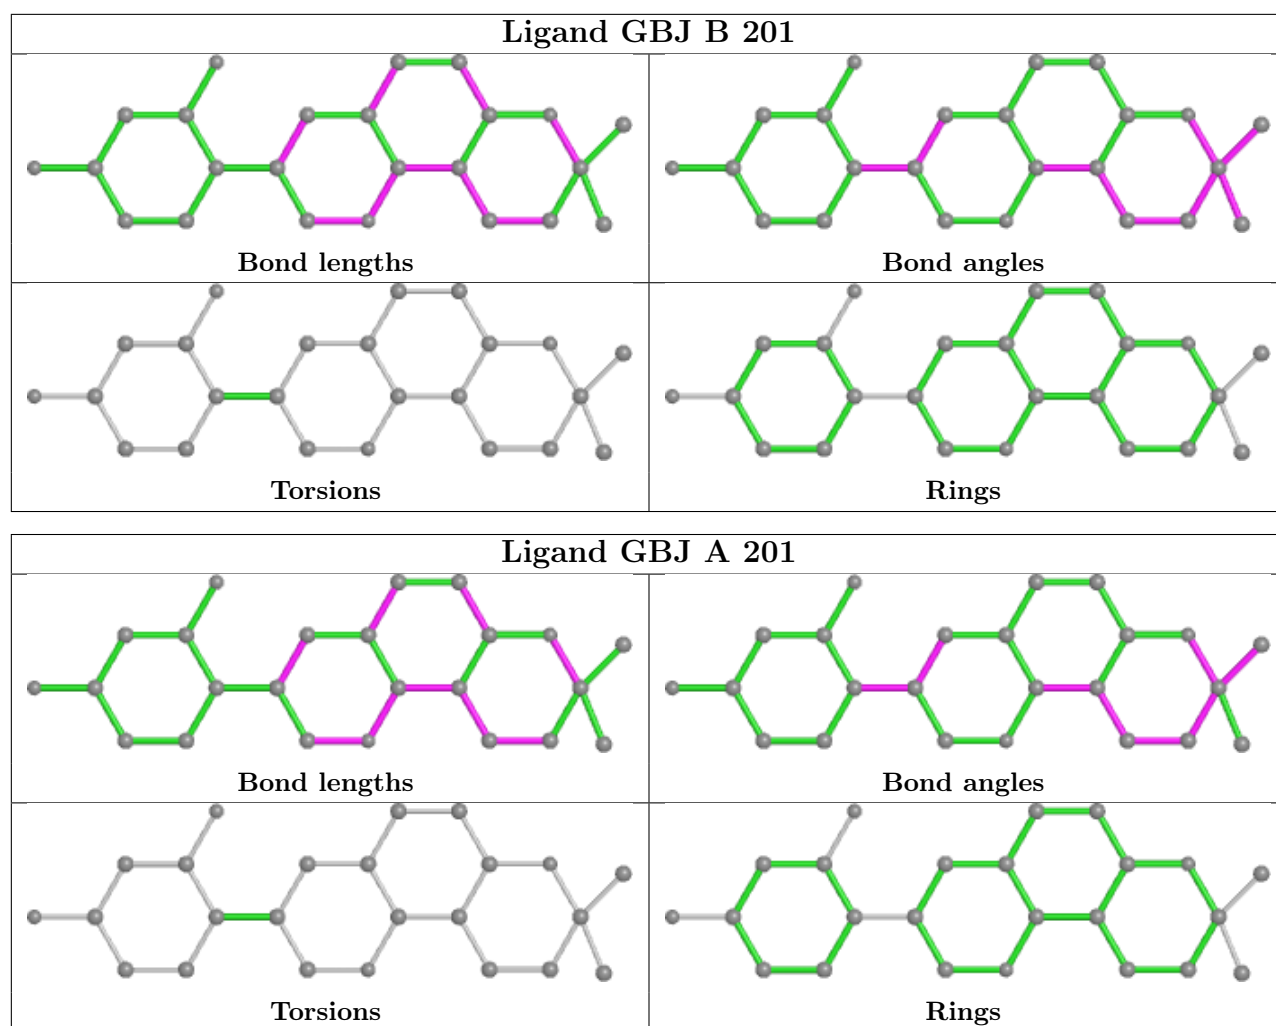 Ligand GBJ B 201
Bond lengths
Bond angles
Torsions
Rings
Ligand GBJ A 201
Bond lengths
Bond angles
Torsions
Rings